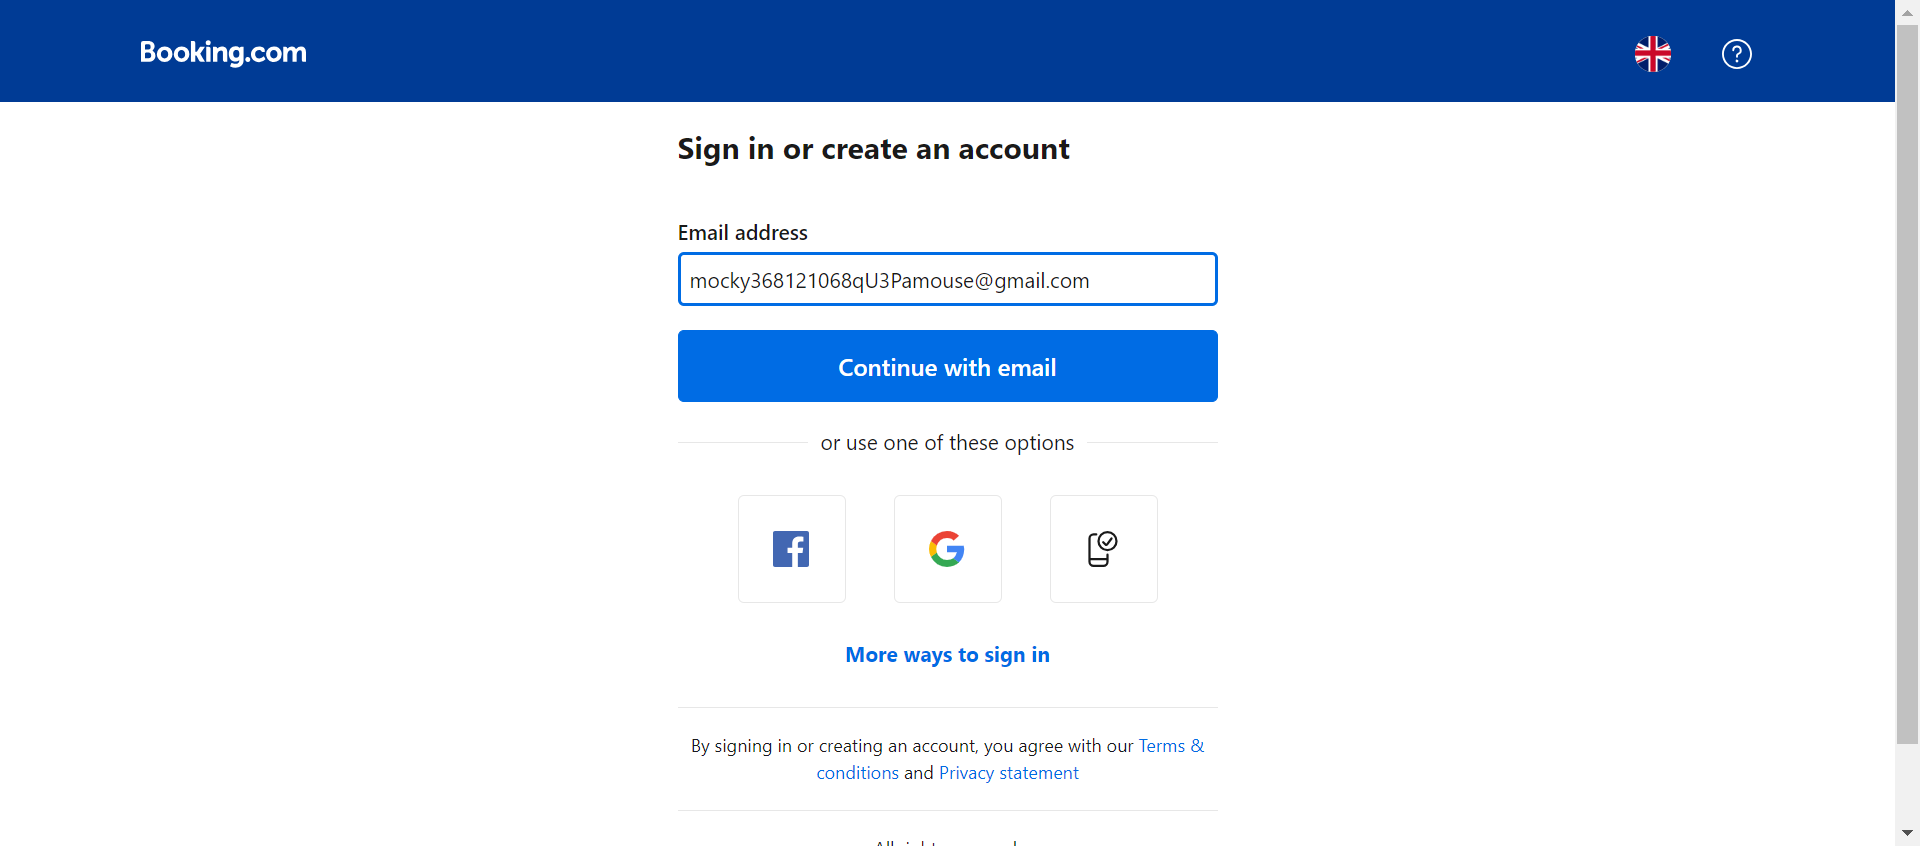 Booking.com
Sign in or create an account
Email address
mocky368121068qU3Pamouse@gmail.com
Continue with email
or use one of these options
More ways to sign in
By signing in or creating an account, you agree with our Terms &
conditions and Privacy statement